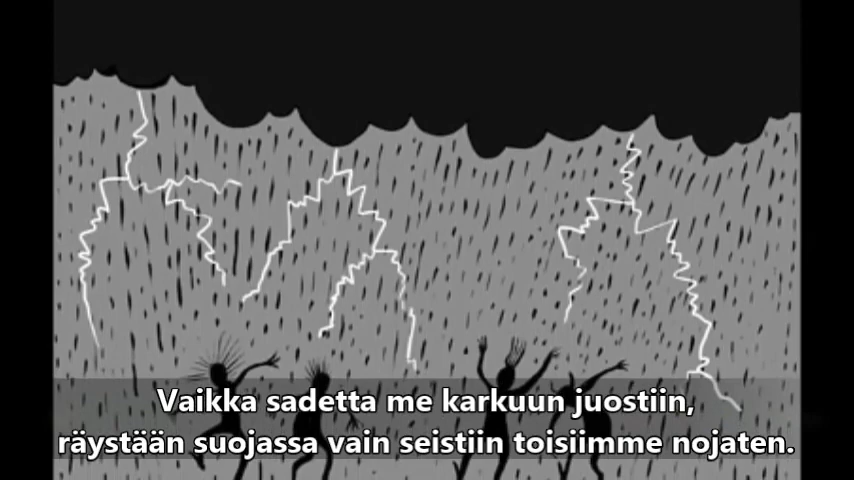 Vaikka sadetta me karkuun juostiin,
räystään suojassa vain seistiin toisiimme nojaten.